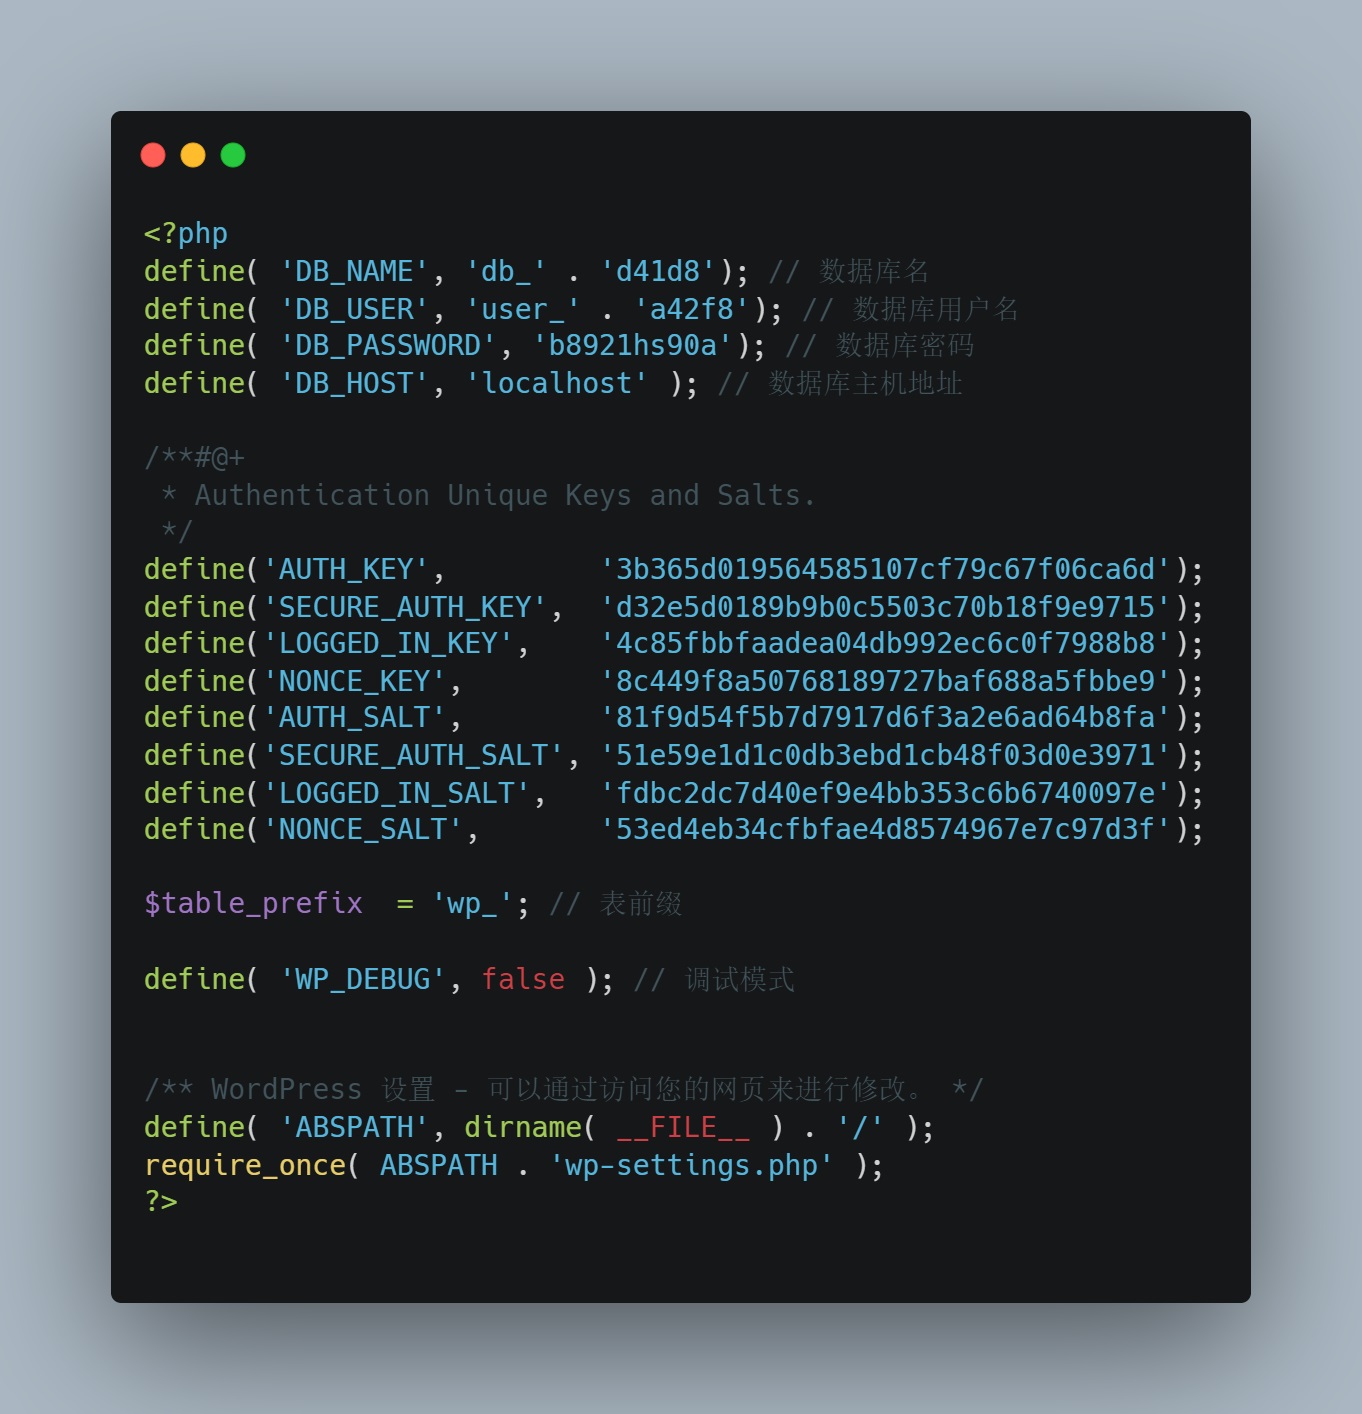 <?php
define( 'DB_NAME', 'db_' . 'd41d8'); // 数据库名
define( 'DB_USER', 'user_' . 'a42f8'); // 数据库用户名
define( 'DB_PASSWORD', 'b8921hs90a'); // 数据库密码
define( 'DB_HOST', 'localhost' ); // 数据库主机地址
/**#@+
 * Authentication Unique Keys and Salts.
 */
define('AUTH_KEY',         '3b365d019564585107cf79c67f06ca6d');
define('SECURE_AUTH_KEY',  'd32e5d0189b9b0c5503c70b18f9e9715');
define('LOGGED_IN_KEY',    '4c85fbbfaadea04db992ec6c0f7988b8');
define('NONCE_KEY',        '8c449f8a50768189727baf688a5fbbe9');
define('AUTH_SALT',        '81f9d54f5b7d7917d6f3a2e6ad64b8fa');
define('SECURE_AUTH_SALT', '51e59e1d1c0db3ebd1cb48f03d0e3971');
define('LOGGED_IN_SALT',   'fdbc2dc7d40ef9e4bb353c6b6740097e');
define('NONCE_SALT',       '53ed4eb34cfbfae4d8574967e7c97d3f');
$table_prefix  = 'wp_'; // 表前缀
define( 'WP_DEBUG', false ); // 调试模式
/** WordPress 设置 - 可以通过访问您的网页来进行修改。 */
define( 'ABSPATH', dirname( __FILE__ ) . '/' );
require_once( ABSPATH . 'wp-settings.php' );
?>